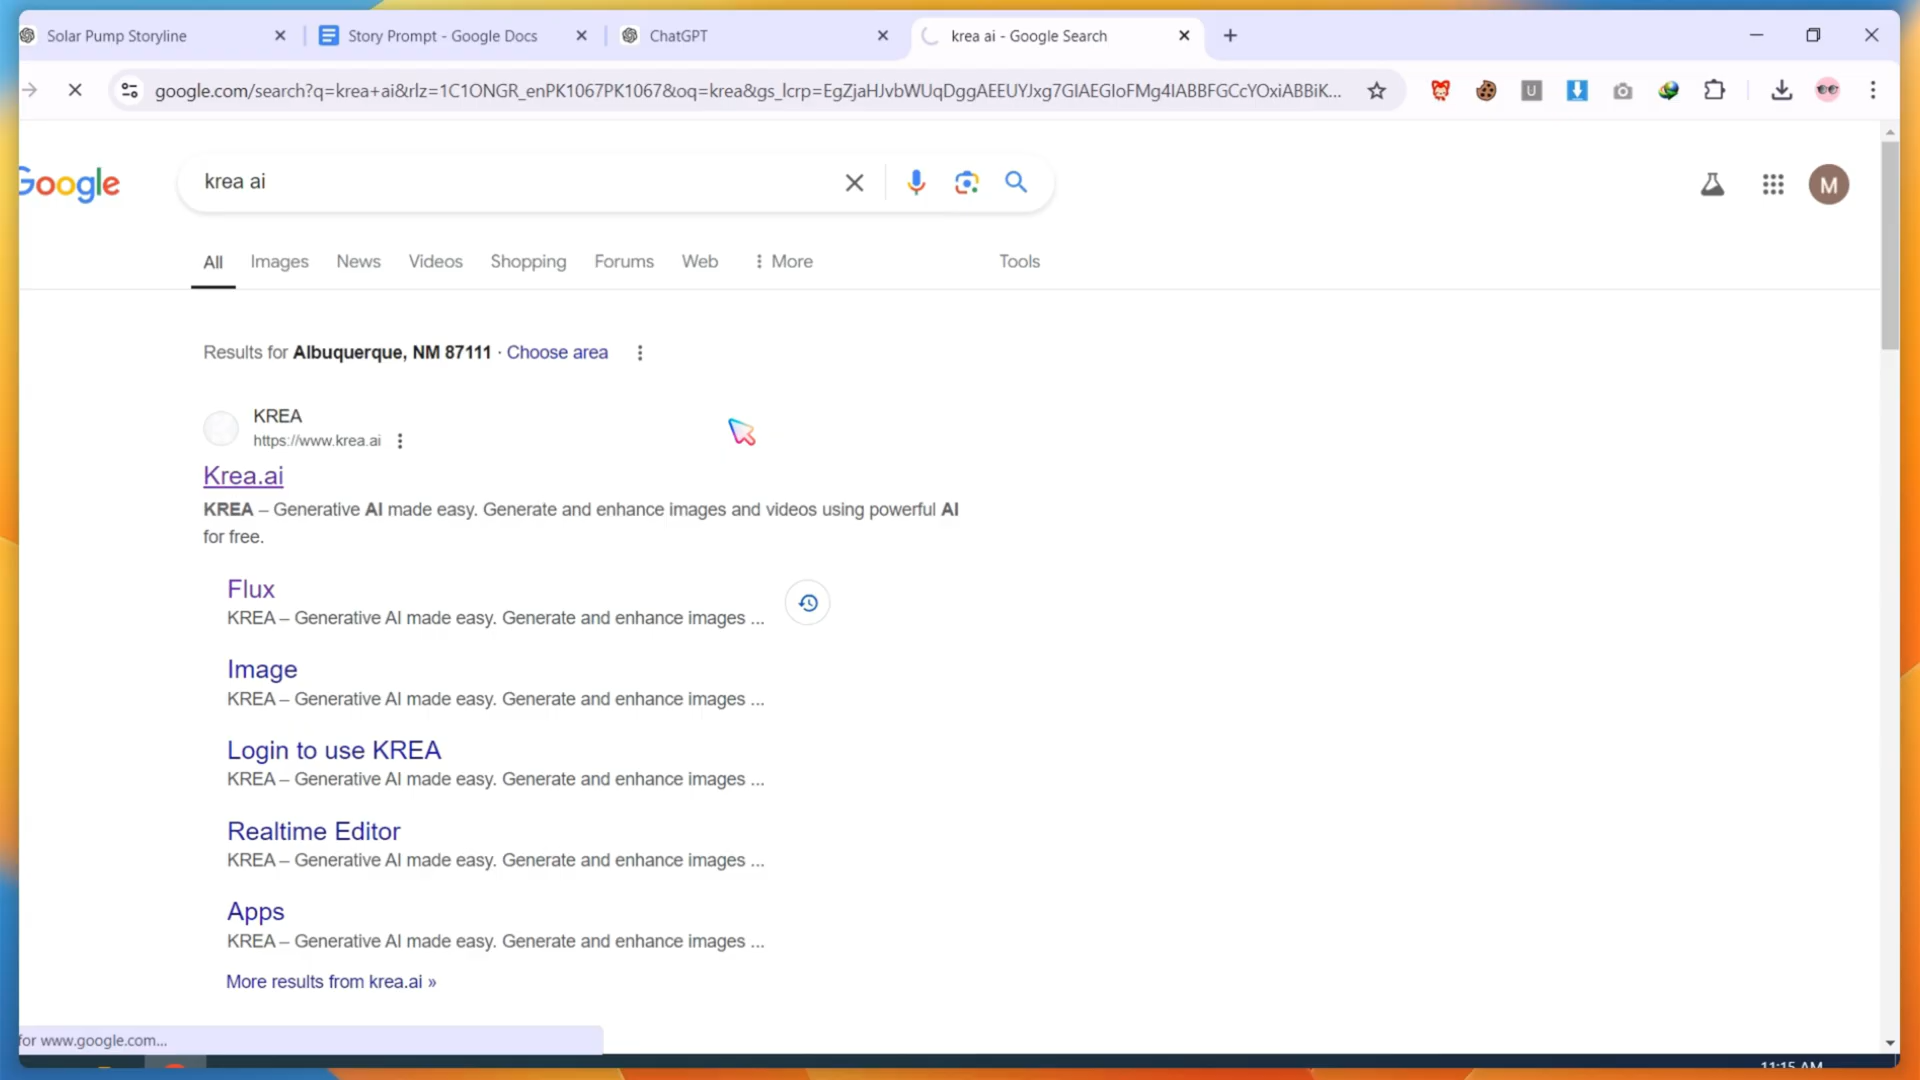 Solar Pump Storyline
Story Prompt - Google Docs
ChatGPT
krea ai - Google Search
google.com/search?q=krea+ai&rlz=1C1ONGR_enPK1067PK1067&oq=krea&gs_lcrp=EgZjaHJvbWUqDggAEEUYJxg7GIAEGIoFMg4IABBFGCcYOxiABBiK...
U
Google
krea ai
M
All
Images
News
Videos
Shopping
Forums
Web
More
Tools
Results for Albuquerque, NM 87111 · Choose area
KREA
https://www.krea.ai
Krea.ai
KREA – Generative AI made easy. Generate and enhance images and videos using powerful AI
for free.
Flux
KREA – Generative AI made easy. Generate and enhance images ...
Image
KREA – Generative AI made easy. Generate and enhance images ...
Login to use KREA
KREA – Generative AI made easy. Generate and enhance images ...
Realtime Editor
KREA – Generative AI made easy. Generate and enhance images ...
Apps
KREA – Generative AI made easy. Generate and enhance images ...
More results from krea.ai »
for www.google.com...
11:15 AM